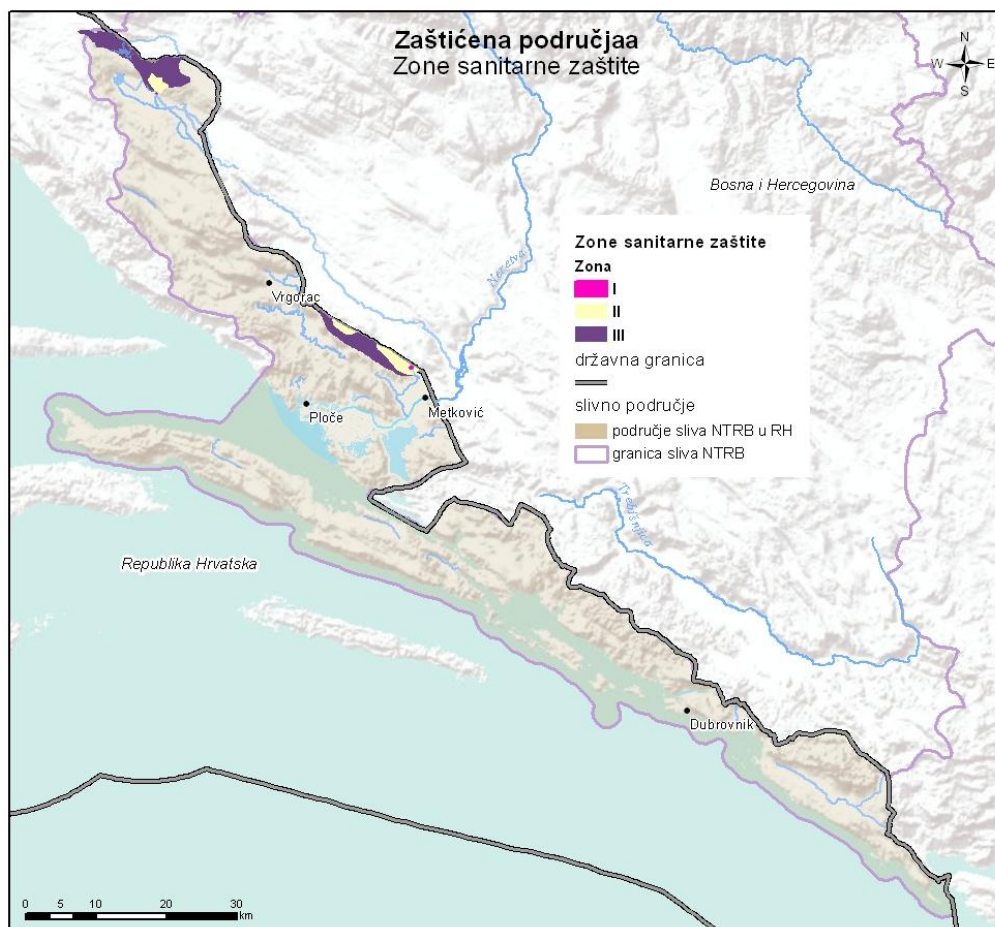 Zaštićena područjaa
Zone sanitarne zaštite
N
W E
S
Bosna i Hercegovina
Neretva
Zone sanitarne zaštite
Zona
I
II
III
državna granica
slivno područje
područje sliva NTRB u RH
granica sliva NTRB
Vrgorac
Ploče
Metković
Trebišnjica
Republika Hrvatska
Dubrovnik
0 5 10 20 30
km